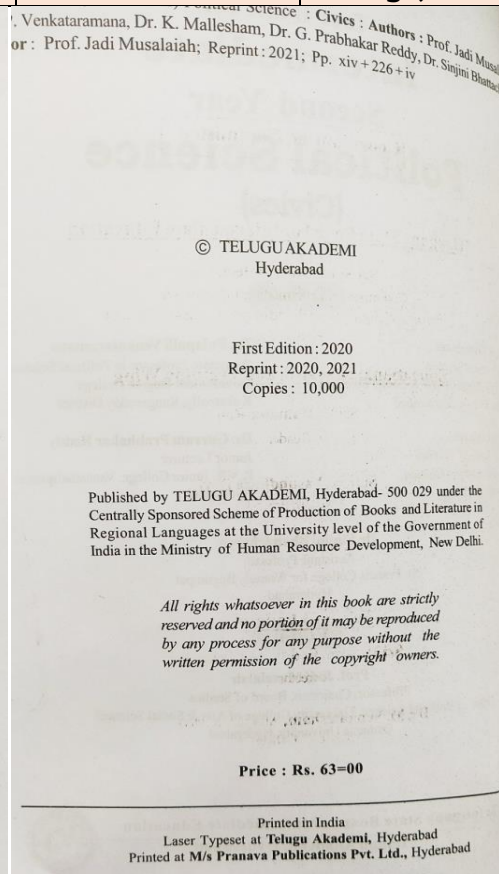 Science : Civics : Authors : Prof. Jadi
. Venkataramana, Dr. K. Mallesham, Dr. G. Prabhakar Reddy, Dr. Sinjini
or : Prof. Jadi Musalaiah; Reprint : 2021; Pp. xiv + 226 + iv
© TELUGU AKADEMI
Hyderabad
First Edition : 2020
Reprint : 2020, 2021
Copies : 10,000
Published by TELUGU AKADEMI, Hyderabad- 500 029 under the
Centrally Sponsored Scheme of Production of Books and Literature in
Regional Languages at the University level of the Government of
India in the Ministry of Human Resource Development, New Delhi.
All rights whatsoever in this book are strictly
reserved and no portion of it may be reproduced
by any process for any purpose without the
written permission of the copyright owners.
Price : Rs. 63=00
Printed in India
Laser Typeset at Telugu Akademi, Hyderabad
Printed at M/s Pranava Publications Pvt. Ltd., Hyderabad